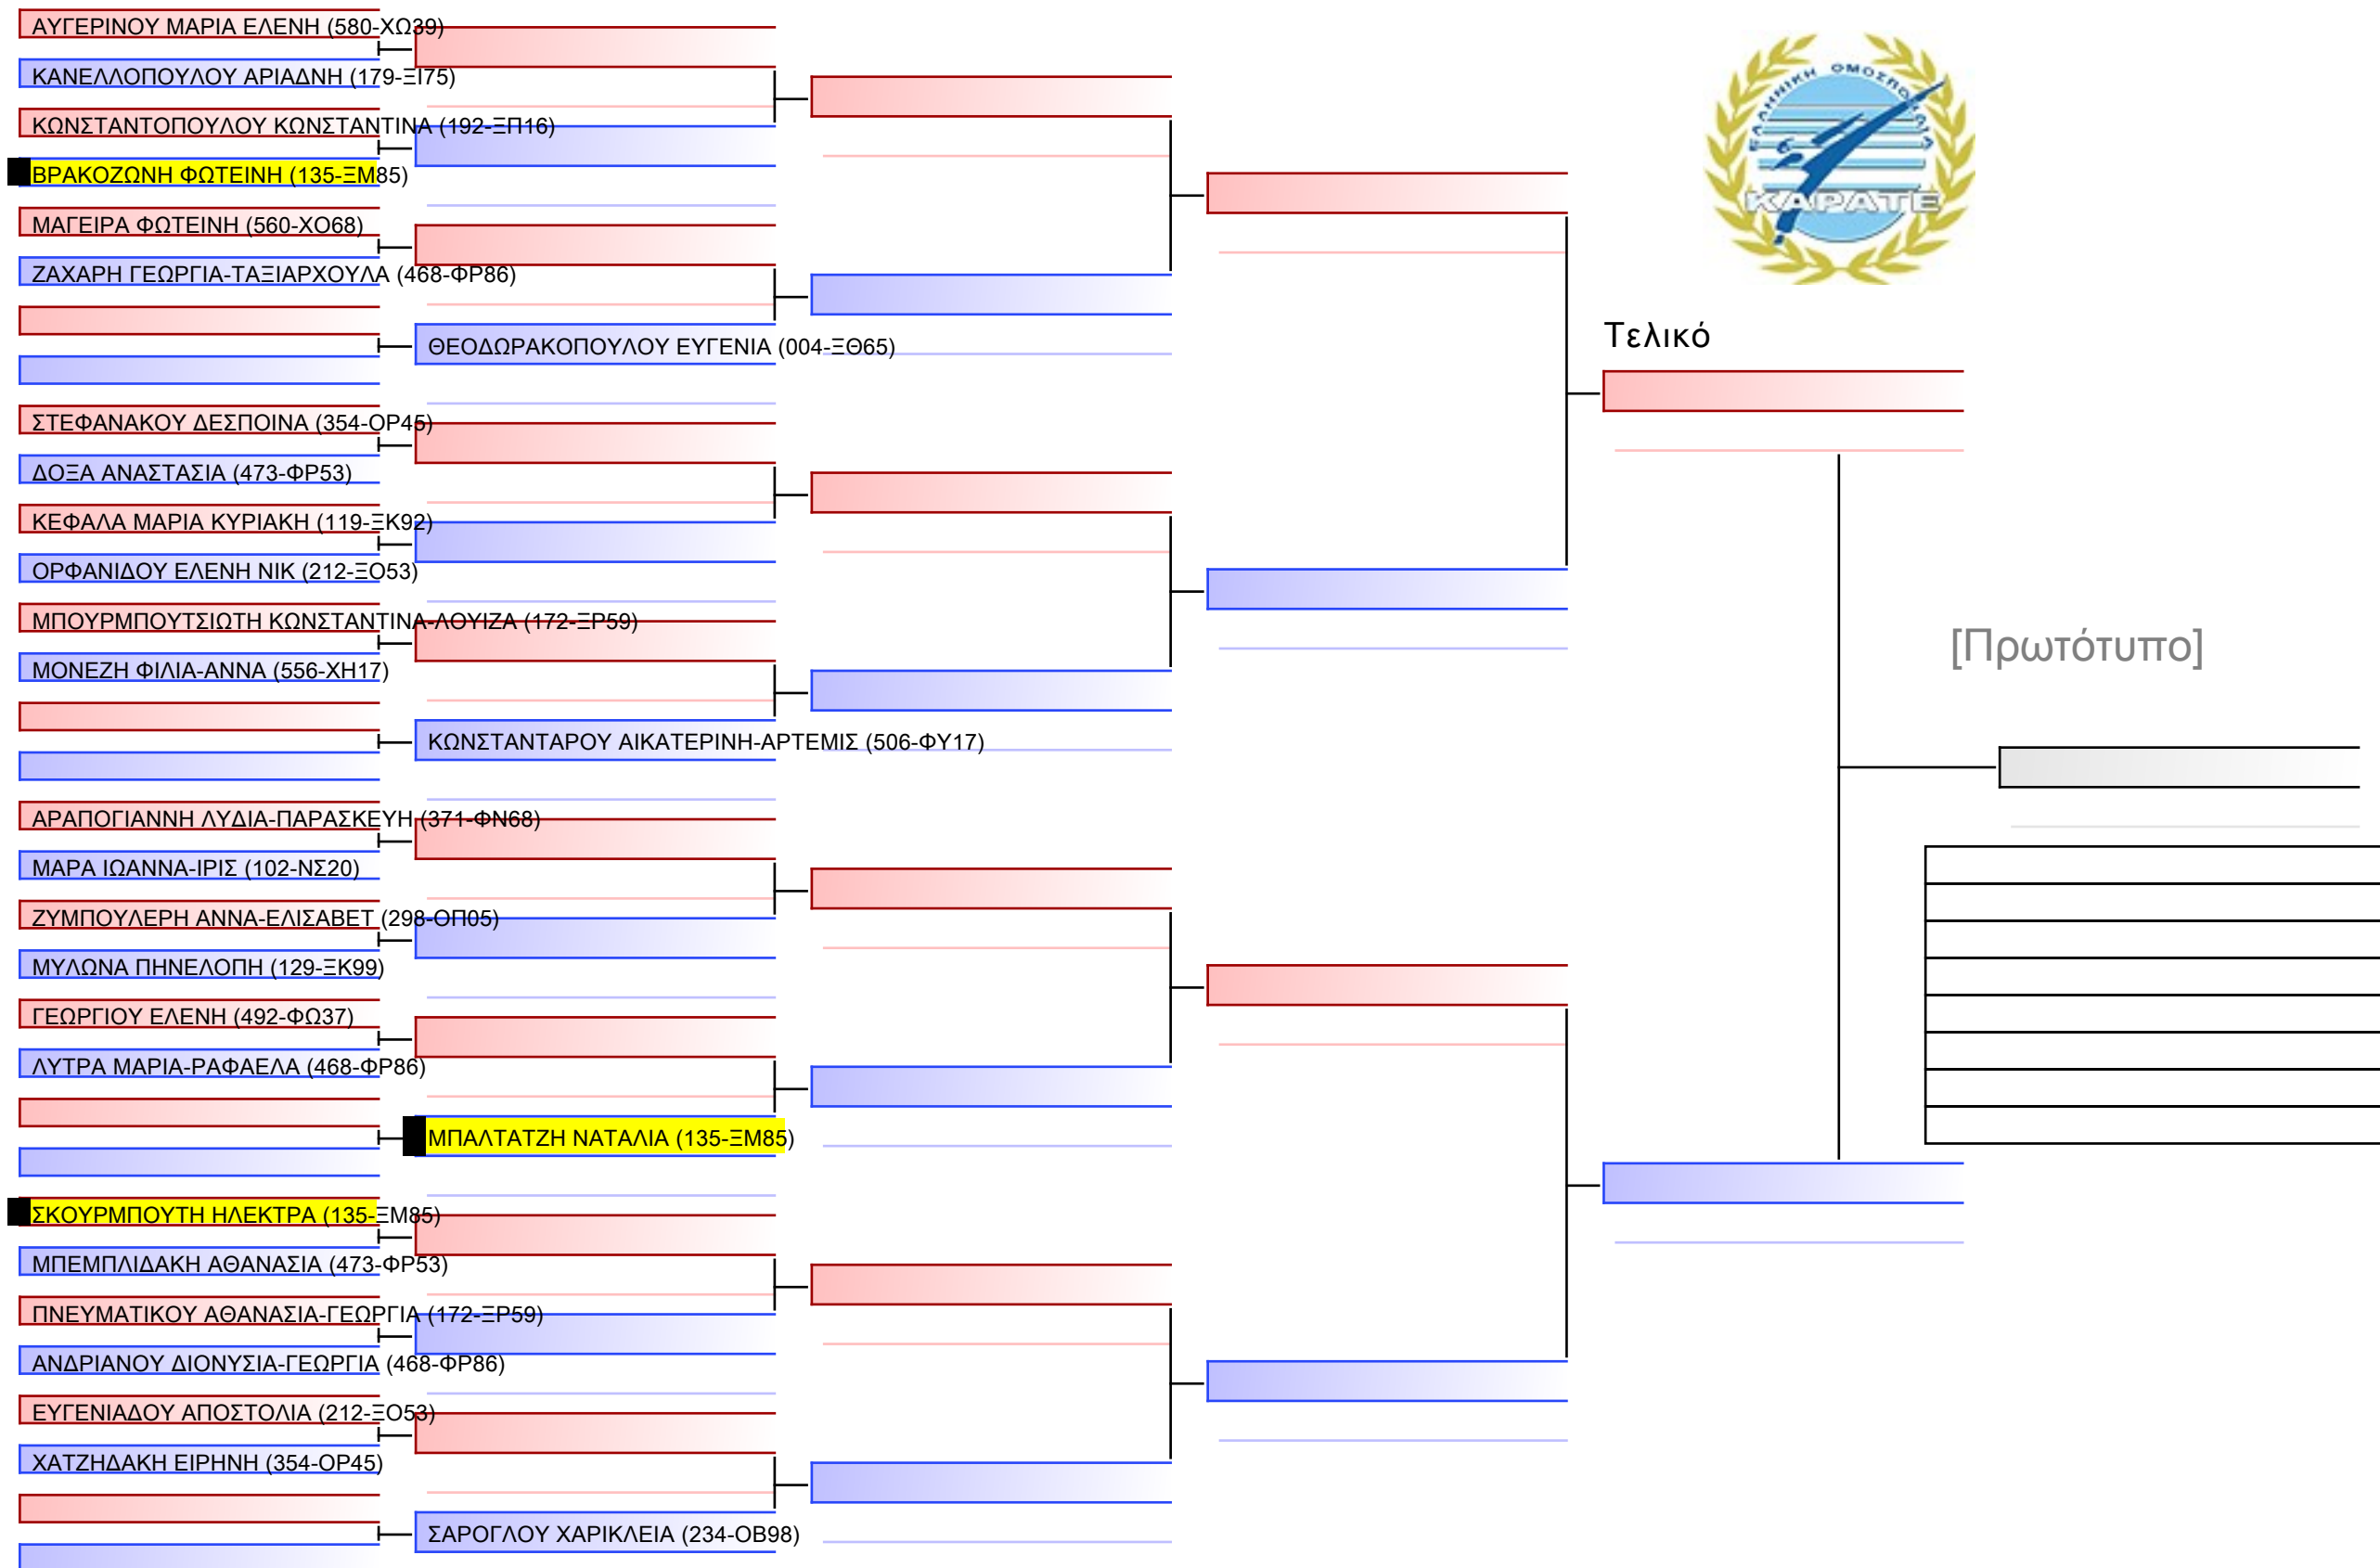 ΑΥΓΕΡΙΝΟΥ ΜΑΡΙΑ ΕΛΕΝΗ (580-ΧΩ39)
ΚΑΝΕΛΛΟΠΟΥΛΟΥ ΑΡΙΑΔΝΗ (179-ΞΙ75)
ΚΩΝΣΤΑΝΤΟΠΟΥΛΟΥ ΚΩΝΣΤΑΝΤΙΝΑ (192-ΞΠ16)
ΒΡΑΚΟΖΩΝΗ ΦΩΤΕΙΝΗ (135-ΞΜ85)
ΜΑΓΕΙΡΑ ΦΩΤΕΙΝΗ (560-ΧΟ68)
ΖΑΧΑΡΗ ΓΕΩΡΓΙΑ-ΤΑΞΙΑΡΧΟΥΛΑ (468-ΦΡ86)
ΘΕΟΔΩΡΑΚΟΠΟΥΛΟΥ ΕΥΓΕΝΙΑ (004-ΞΘ65)
ΣΤΕΦΑΝΑΚΟΥ ΔΕΣΠΟΙΝΑ (354-ΟΡ45)
ΔΟΞΑ ΑΝΑΣΤΑΣΙΑ (473-ΦΡ53)
ΚΕΦΑΛΑ ΜΑΡΙΑ ΚΥΡΙΑΚΗ (119-ΞΚ92)
ΟΡΦΑΝΙΔΟΥ ΕΛΕΝΗ ΝΙΚ (212-ΞΟ53)
ΜΠΟΥΡΜΠΟΥΤΣΙΩΤΗ ΚΩΝΣΤΑΝΤΙΝΑ-ΛΟΥΙΖΑ (172-ΞΡ59)
ΜΟΝΕΖΗ ΦΙΛΙΑ-ΑΝΝΑ (556-ΧΗ17)
ΚΩΝΣΤΑΝΤΑΡΟΥ ΑΙΚΑΤΕΡΙΝΗ-ΑΡΤΕΜΙΣ (506-ΦΥ17)
ΑΡΑΠΟΓΙΑΝΝΗ ΛΥΔΙΑ-ΠΑΡΑΣΚΕΥΗ (371-ΦΝ68)
ΜΑΡΑ ΙΩΑΝΝΑ-ΙΡΙΣ (102-ΝΣ20)
ΖΥΜΠΟΥΛΕΡΗ ΑΝΝΑ-ΕΛΙΣΑΒΕΤ (298-ΟΠ05)
ΜΥΛΩΝΑ ΠΗΝΕΛΟΠΗ (129-ΞΚ99)
ΓΕΩΡΓΙΟΥ ΕΛΕΝΗ (492-ΦΩ37)
ΛΥΤΡΑ ΜΑΡΙΑ-ΡΑΦΑΕΛΑ (468-ΦΡ86)
ΜΠΑΛΤΑΤΖΗ ΝΑΤΑΛΙΑ (135-ΞΜ85)
ΣΚΟΥΡΜΠΟΥΤΗ ΗΛΕΚΤΡΑ (135-ΞΜ85)
ΜΠΕΜΠΛΙΔΑΚΗ ΑΘΑΝΑΣΙΑ (473-ΦΡ53)
ΠΝΕΥΜΑΤΙΚΟΥ ΑΘΑΝΑΣΙΑ-ΓΕΩΡΓΙΑ (172-ΞΡ59)
ΑΝΔΡΙΑΝΟΥ ΔΙΟΝΥΣΙΑ-ΓΕΩΡΓΙΑ (468-ΦΡ86)
ΕΥΓΕΝΙΑΔΟΥ ΑΠΟΣΤΟΛΙΑ (212-ΞΟ53)
ΧΑΤΖΗΔΑΚΗ ΕΙΡΗΝΗ (354-ΟΡ45)
ΣΑΡΟΓΛΟΥ ΧΑΡΙΚΛΕΙΑ (234-ΟΒ98)
ΕΛΛΗΝΙΚΗ ΟΜΟΣΠΟΝΔΙΑ
ΚΑΡΑΤΕ
Τελικό
[Πρωτότυπο]